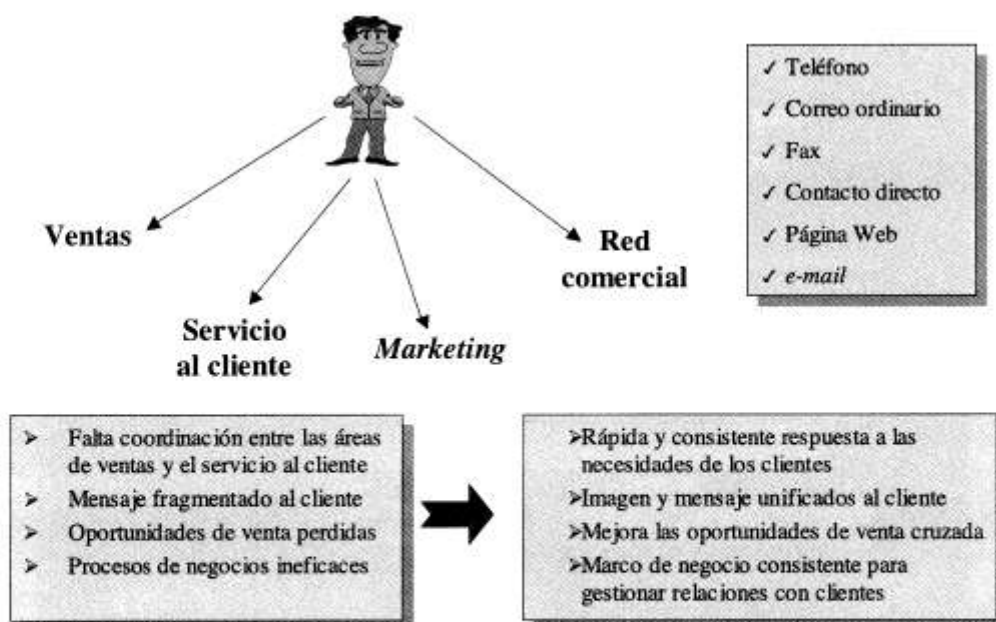 ✓ Teléfono
✓ Correo ordinario
✓ Fax
✓ Contacto directo
✓ Página Web
✓ e-mail
Ventas
Red
comercial
Servicio
al cliente
Marketing
➢ Falta coordinación entre las áreas
de ventas y el servicio al cliente
➢ Mensaje fragmentado al cliente
➢ Oportunidades de venta perdidas
➢ Procesos de negocios ineficaces
➢Rápida y consistente respuesta a las
necesidades de los clientes
➢Imagen y mensaje unificados al cliente
➢Mejora las oportunidades de venta cruzada
➢Marco de negocio consistente para
gestionar relaciones con clientes